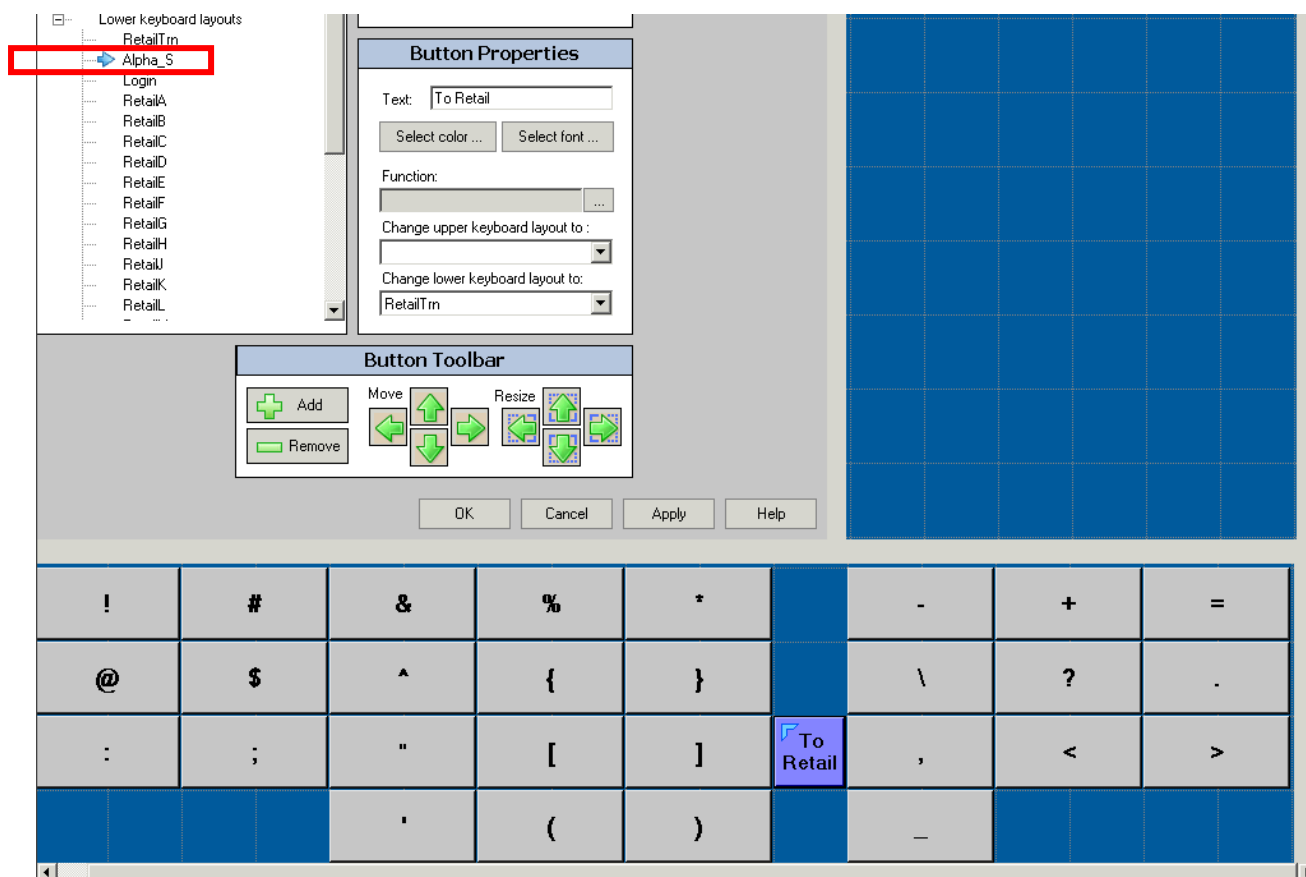 Lower keyboard layouts
RetailTrn
Alpha_S
Login
RetailA
RetailB
RetailC
RetailD
RetailE
RetailF
RetailG
RetailH
RetailJ
RetailK
RetailL
Button Properties
Text: To Retail
Select color ... Select font ...
Function:
...
Change upper keyboard layout to :
Change lower keyboard layout to:
RetailTrn
Button Toolbar
Add
Remove
Move
Resize
OK Cancel Apply Help
! # & % * - + =
@ $ ^ { } \ ? .
: ; " [ ] To Retail , < >
' ( ) _